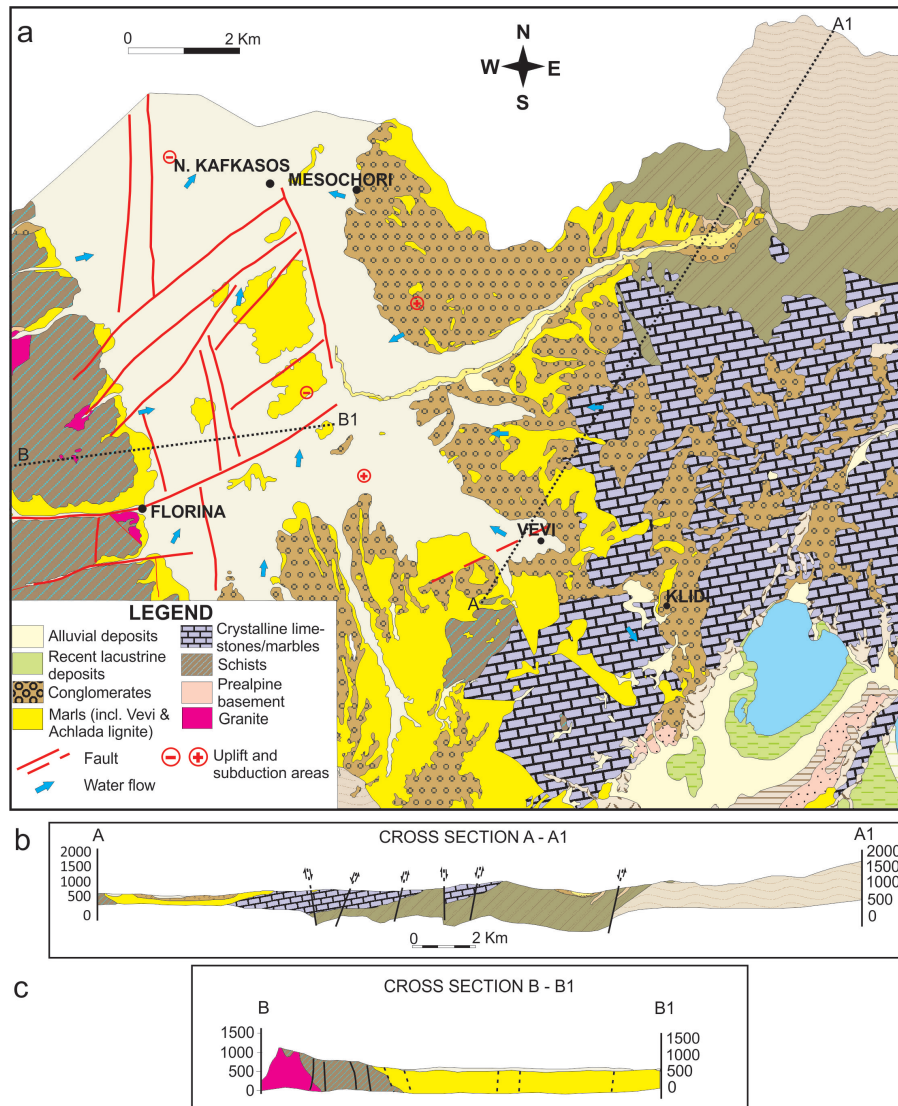 a
0 2 Km
N
W E
S
A1
N. KAFKASOS
MESOCHORI
B1
B
FLORINA
VEVI
A
KLIDI
LEGEND
Alluvial deposits
Recent lacustrine
deposits
Conglomerates
Marls (incl. Vevi &
Achlada lignite)
Crystalline lime-
stones/marbles
Schists
Prealpine
basement
Granite
Fault
Water flow
Uplift and
subduction areas
b
CROSS SECTION A - A1
A A1
2000 2000
1500 1500
1000 1000
500 500
0 0
0 2 Km
c
CROSS SECTION B - B1
B B1
1500 1500
1000 1000
500 500
0 0